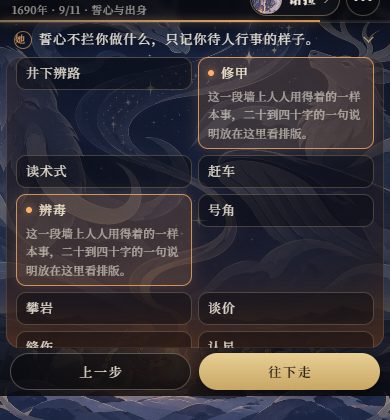 1690年 · 9/11 · 誓心与出身
誓心不拦你做什么，只记你待人行事的样子。
井下辨路
修甲
这一段墙上人人用得着的一样本事，二十到四十字的一句说明放在这里看排版。
读术式
赶车
辨毒
这一段墙上人人用得着的一样本事，二十到四十字的一句说明放在这里看排版。
号角
攀岩
谈价
上一步
往下走